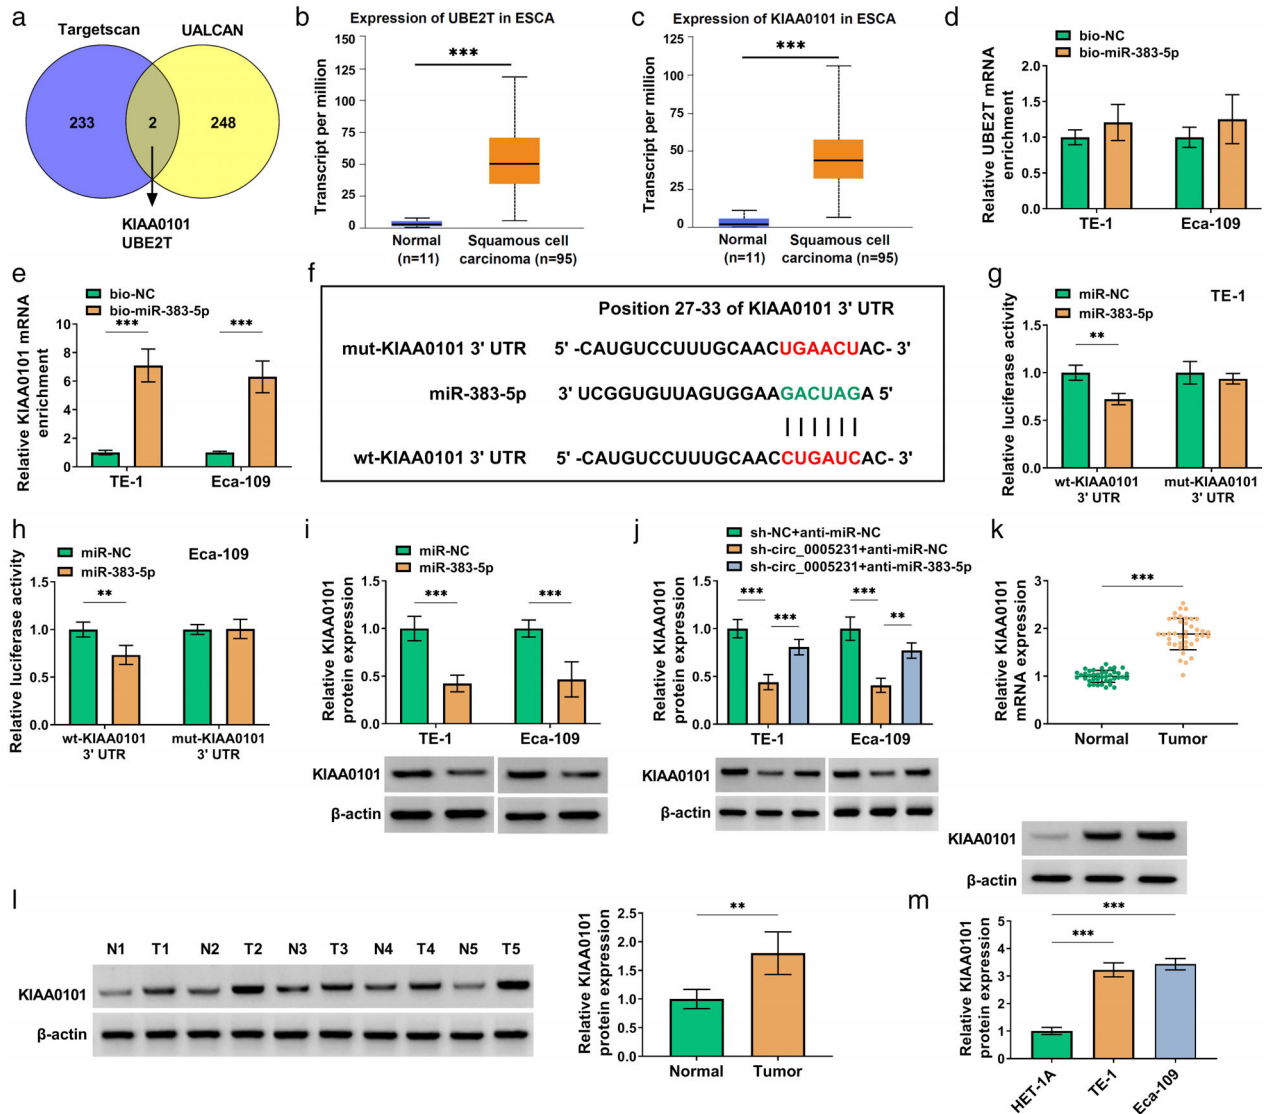 a
Targetscan
UALCAN
233
2
248
KIAA0101
UBE2T
b
Expression of UBE2T in ESCA
Transcript per million
150
125
100
75
50
25
0
***
Normal
(n=11)
Squamous cell
carcinoma (n=95)
c
Expression of KIAA0101 in ESCA
Transcript per million
125
100
75
50
25
0
***
Normal
(n=11)
Squamous cell
carcinoma (n=95)
d
bio-NC
bio-miR-383-5p
Relative UBE2T mRNA
enrichment
2.0
1.5
1.0
0.5
0.0
TE-1
Eca-109
e
bio-NC
bio-miR-383-5p
Relative KIAA0101 mRNA
enrichment
10
8
6
4
2
0
***
***
TE-1
Eca-109
f
Position 27-33 of KIAA0101 3' UTR
mut-KIAA0101 3' UTR 5' -CAUGUCCUUUGCAACUGAACUAC- 3'
miR-383-5p 3' UCGGUGUUAGUGGAAGACUAGA 5'
wt-KIAA0101 3' UTR 5' -CAUGUCCUUUGCAACCUGAUCAC- 3'
g
miR-NC
miR-383-5p
TE-1
Relative luciferase activity
1.5
1.0
0.5
0.0
**
wt-KIAA0101
3' UTR
mut-KIAA0101
3' UTR
h
miR-NC
miR-383-5p
Eca-109
Relative luciferase activity
1.5
1.0
0.5
0.0
**
wt-KIAA0101
3' UTR
mut-KIAA0101
3' UTR
i
miR-NC
miR-383-5p
Relative KIAA0101
protein expression
1.5
1.0
0.5
0.0
***
***
TE-1
Eca-109
KIAA0101
β-actin
j
sh-NC+anti-miR-NC
sh-circ_0005231+anti-miR-NC
sh-circ_0005231+anti-miR-383-5p
Relative KIAA0101
protein expression
1.5
1.0
0.5
0.0
***
***
***
**
TE-1
Eca-109
KIAA0101
β-actin
k
Relative KIAA0101
mRNA expression
3
2
1
0
***
Normal
Tumor
l
N1 T1 N2 T2 N3 T3 N4 T4 N5 T5
KIAA0101
β-actin
Relative KIAA0101
protein expression
2.5
2.0
1.5
1.0
0.5
0.0
**
Normal
Tumor
m
KIAA0101
β-actin
Relative KIAA0101
protein expression
5
4
3
2
1
0
***
***
HET-1A
TE-1
Eca-109